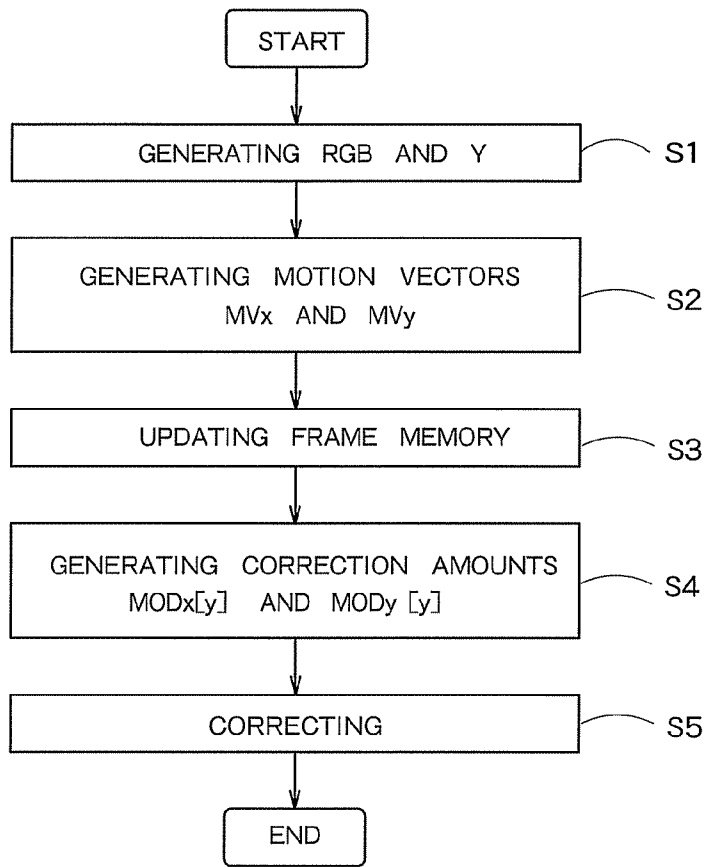 START
GENERATING RGB AND Y
S1
GENERATING MOTION VECTORS
MVx AND MVy
S2
UPDATING FRAME MEMORY
S3
GENERATING CORRECTION AMOUNTS
MODx[y] AND MODy [y]
S4
CORRECTING
S5
END